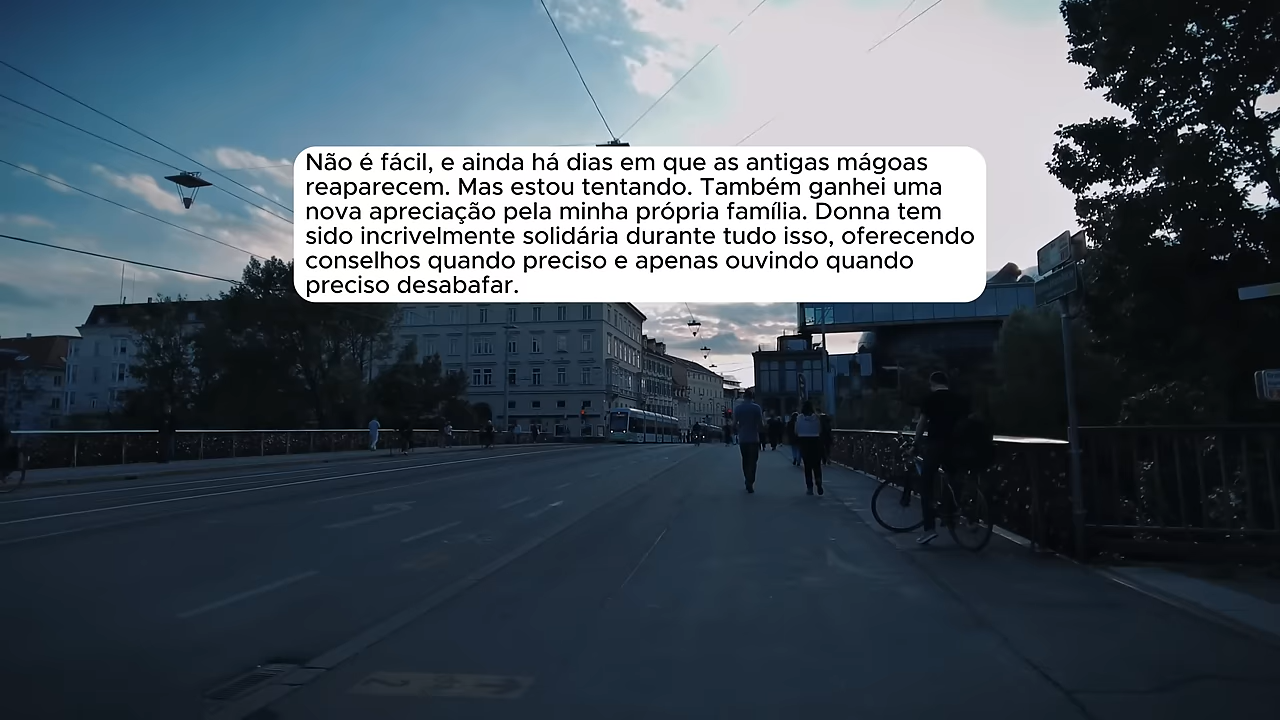 Não é fácil, e ainda há dias em que as antigas mágoas
reaparecem. Mas estou tentando. Também ganhei uma
nova apreciação pela minha própria família. Donna tem
sido incrivelmente solidária durante tudo isso, oferecendo
conselhos quando preciso e apenas ouvindo quando
preciso desabafar.